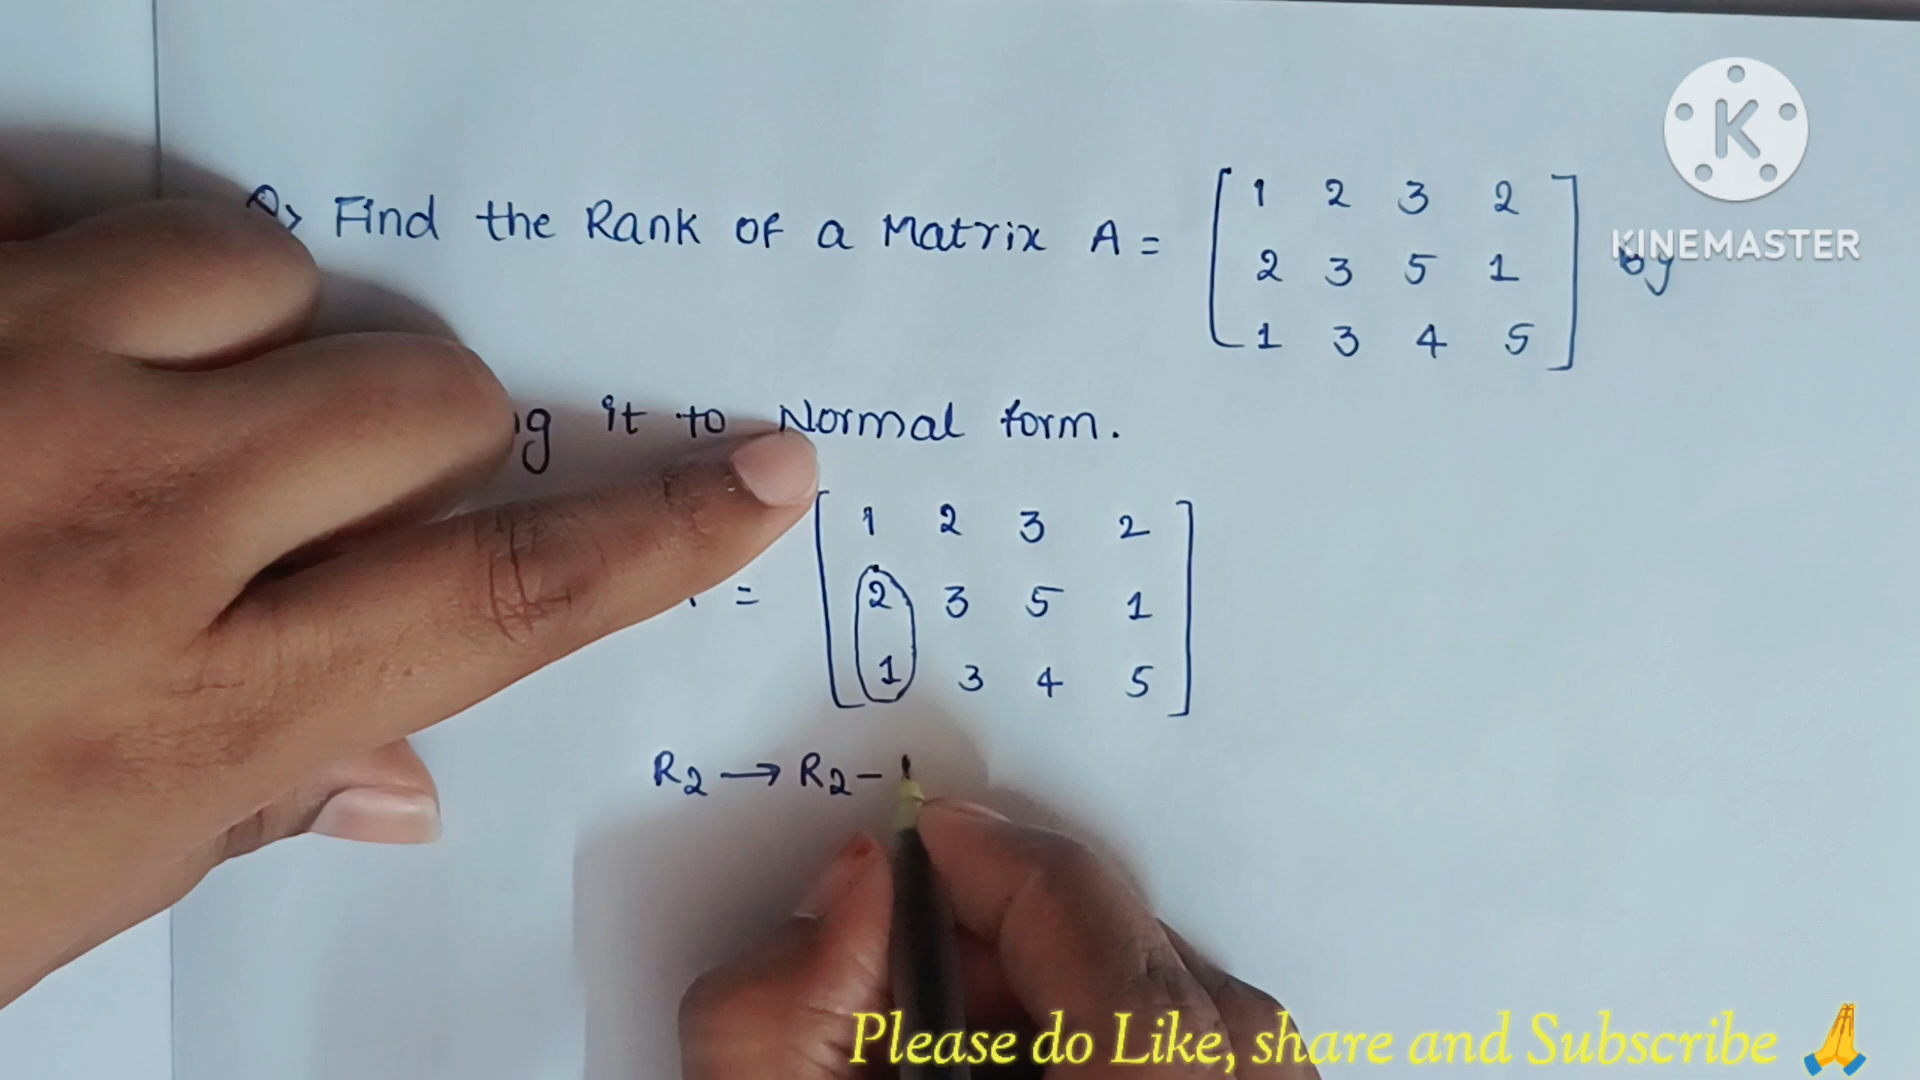 Find the Rank of a Matrix A = [ 1 2 3 2 ] by
2 3 5 1
1 3 4 5
it to Normal form.
= [ 1 2 3 2 ]
2 3 5 1
1 3 4 5
R2 → R2 -
K
KINEMASTER
Please do Like, share and Subscribe 🙏